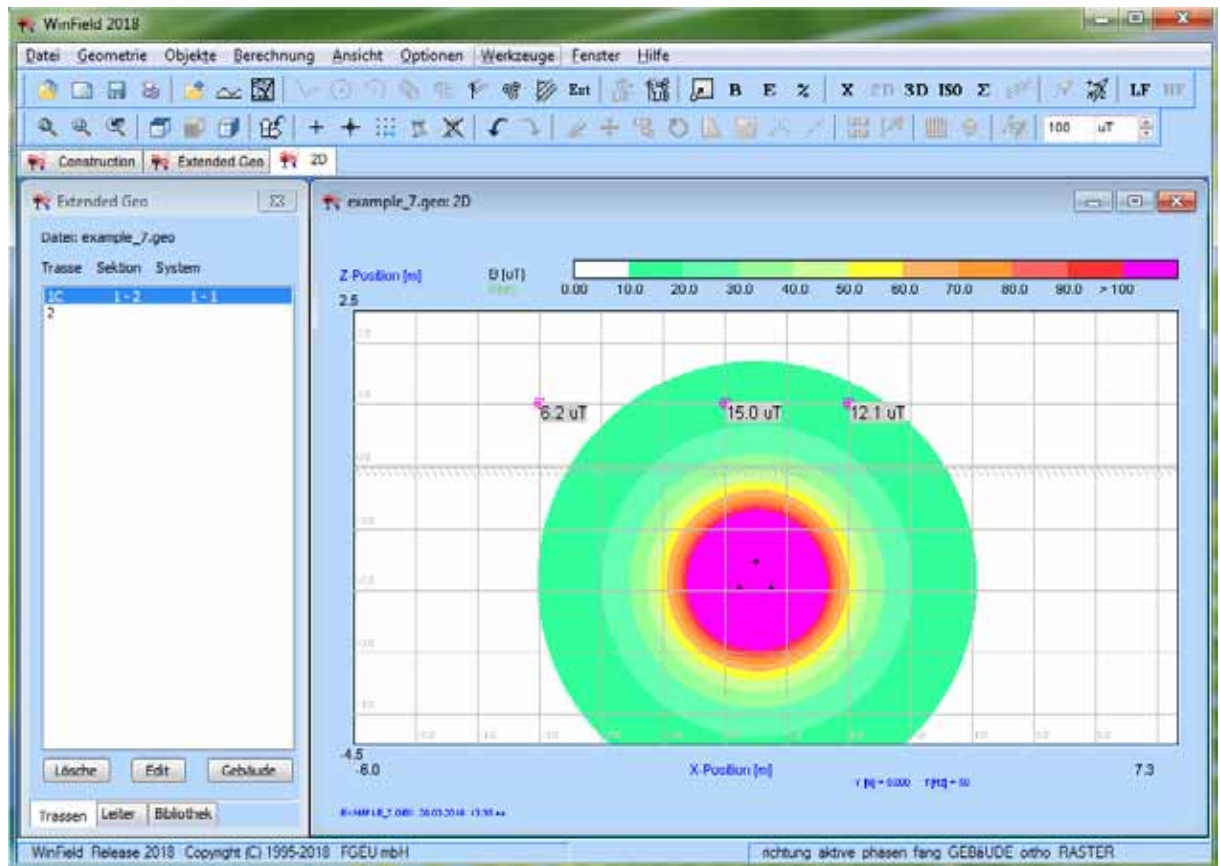 WinField 2018
Datei Geometrie Objekte Berechnung Ansicht Optionen Werkzeuge Fenster Hilfe
Ext B E % X 2D 3D ISO Σ LF HF
100 uT
Construction Extended Geo 2D
Extended Geo
Datei: example_7.geo
Trasse Sektion System
1C 1 - 2 1 - 1
2
Lösche Edit Gebäude
Trassen Leiter Bibliothek
example_7.geo: 2D
Z-Position [m] B [uT]
0.00 10.0 20.0 30.0 40.0 50.0 60.0 70.0 80.0 90.0 > 100
2.5
6.2 uT 15.0 uT 12.1 uT
-4.5
-6.0 X-Position [m] 7.3
WinField Release 2018 Copyright (C) 1995-2018 FGEU mbH
richtung aktive phasen fang GEBäUDE ortho RASTER